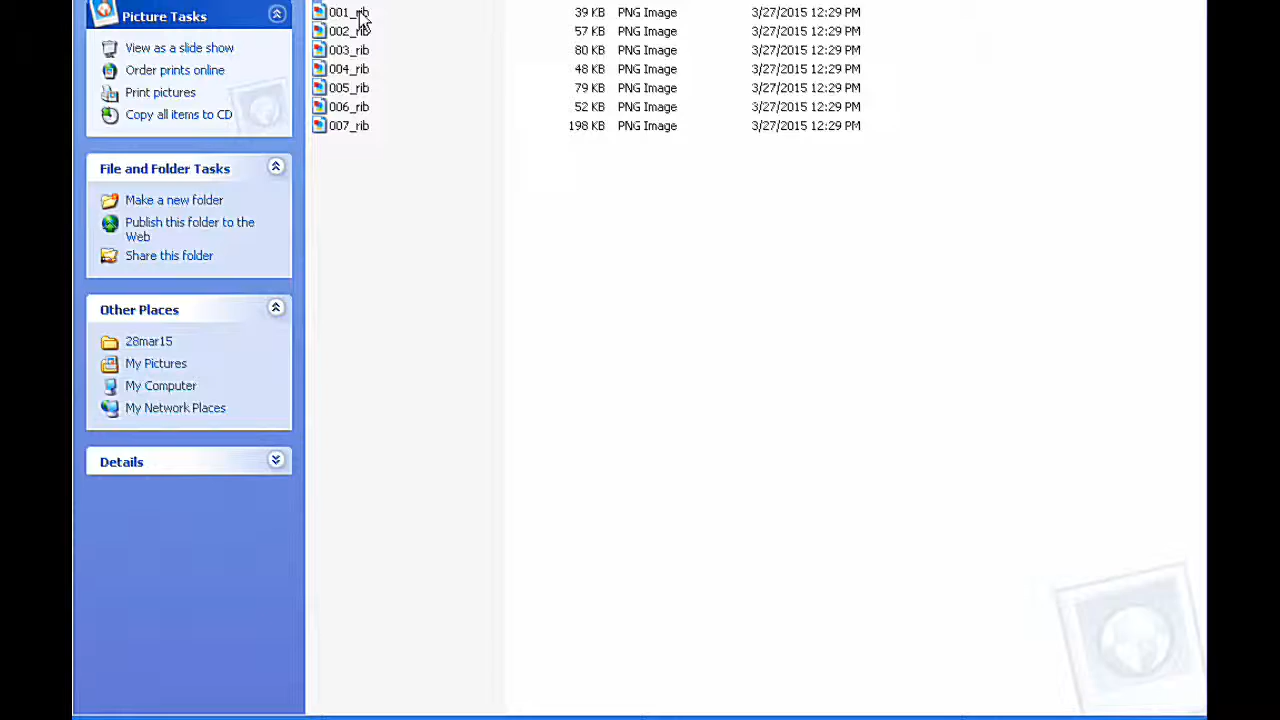 Picture Tasks
View as a slide show
Order prints online
Print pictures
Copy all items to CD
File and Folder Tasks
Make a new folder
Publish this folder to the
Web
Share this folder
Other Places
28mar15
My Pictures
My Computer
My Network Places
Details
001_rib 39 KB PNG Image 3/27/2015 12:29 PM
002_rib 57 KB PNG Image 3/27/2015 12:29 PM
003_rib 80 KB PNG Image 3/27/2015 12:29 PM
004_rib 48 KB PNG Image 3/27/2015 12:29 PM
005_rib 79 KB PNG Image 3/27/2015 12:29 PM
006_rib 52 KB PNG Image 3/27/2015 12:29 PM
007_rib 198 KB PNG Image 3/27/2015 12:29 PM